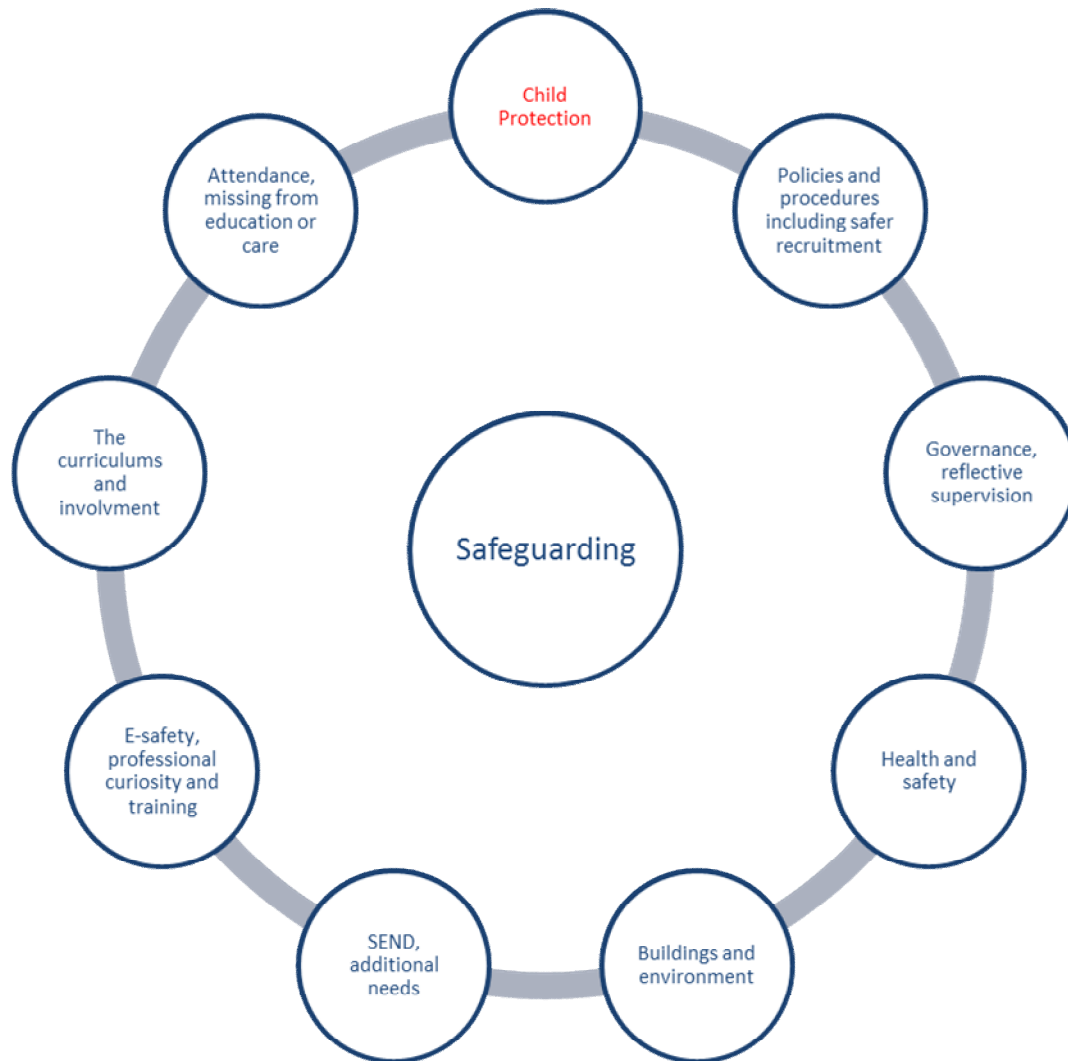 Child
Protection
Policies and
procedures
including safer
recruitment
Governance,
reflective
supervision
Health and
safety
Buildings and
environment
SEND,
additional
needs
E-safety,
professional
curiosity and
training
The
curriculums
and
involvment
Attendance,
missing from
education or
care
Safeguarding